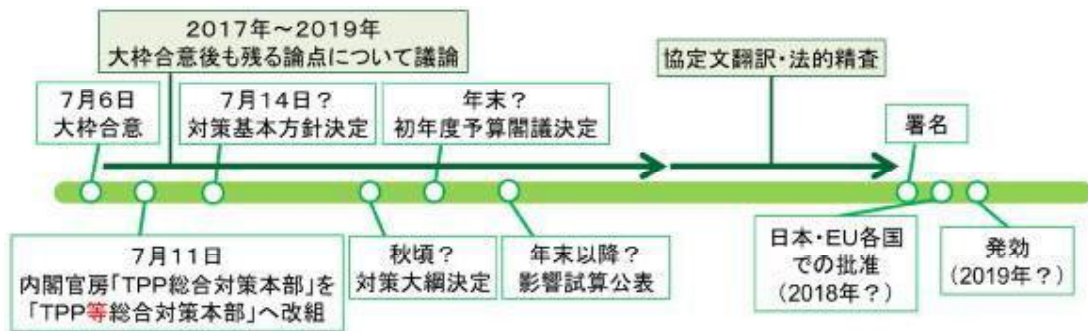 2017年～2019年
大枠合意後も残る論点について議論
協定文翻訳・法的精査
7月6日
大枠合意
7月14日？
対策基本方針決定
年末？
初年度予算閣議決定
署名
7月11日
内閣官房「TPP総合対策本部」を
「TPP等総合対策本部」へ改組
秋頃？
対策大綱決定
年末以降？
影響試算公表
日本・EU各国
での批准
（2018年？）
発効
（2019年？）